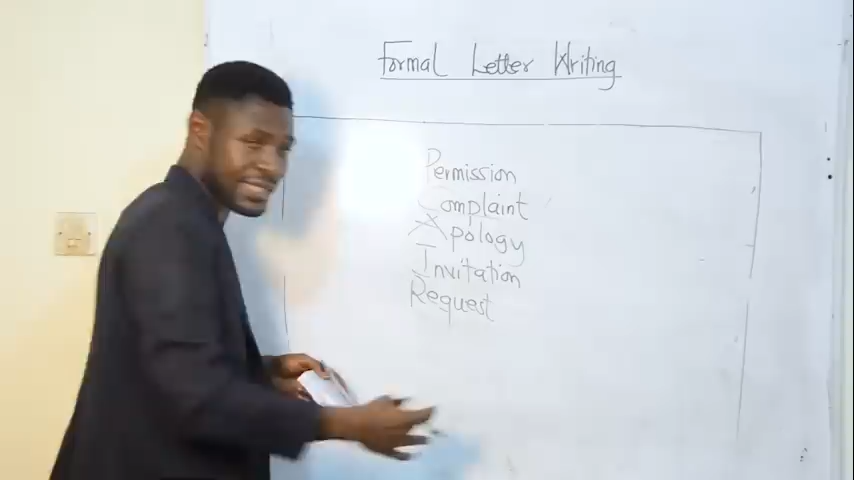 Formal Letter Writing
Permission
Complaint
Apology
Invitation
Request